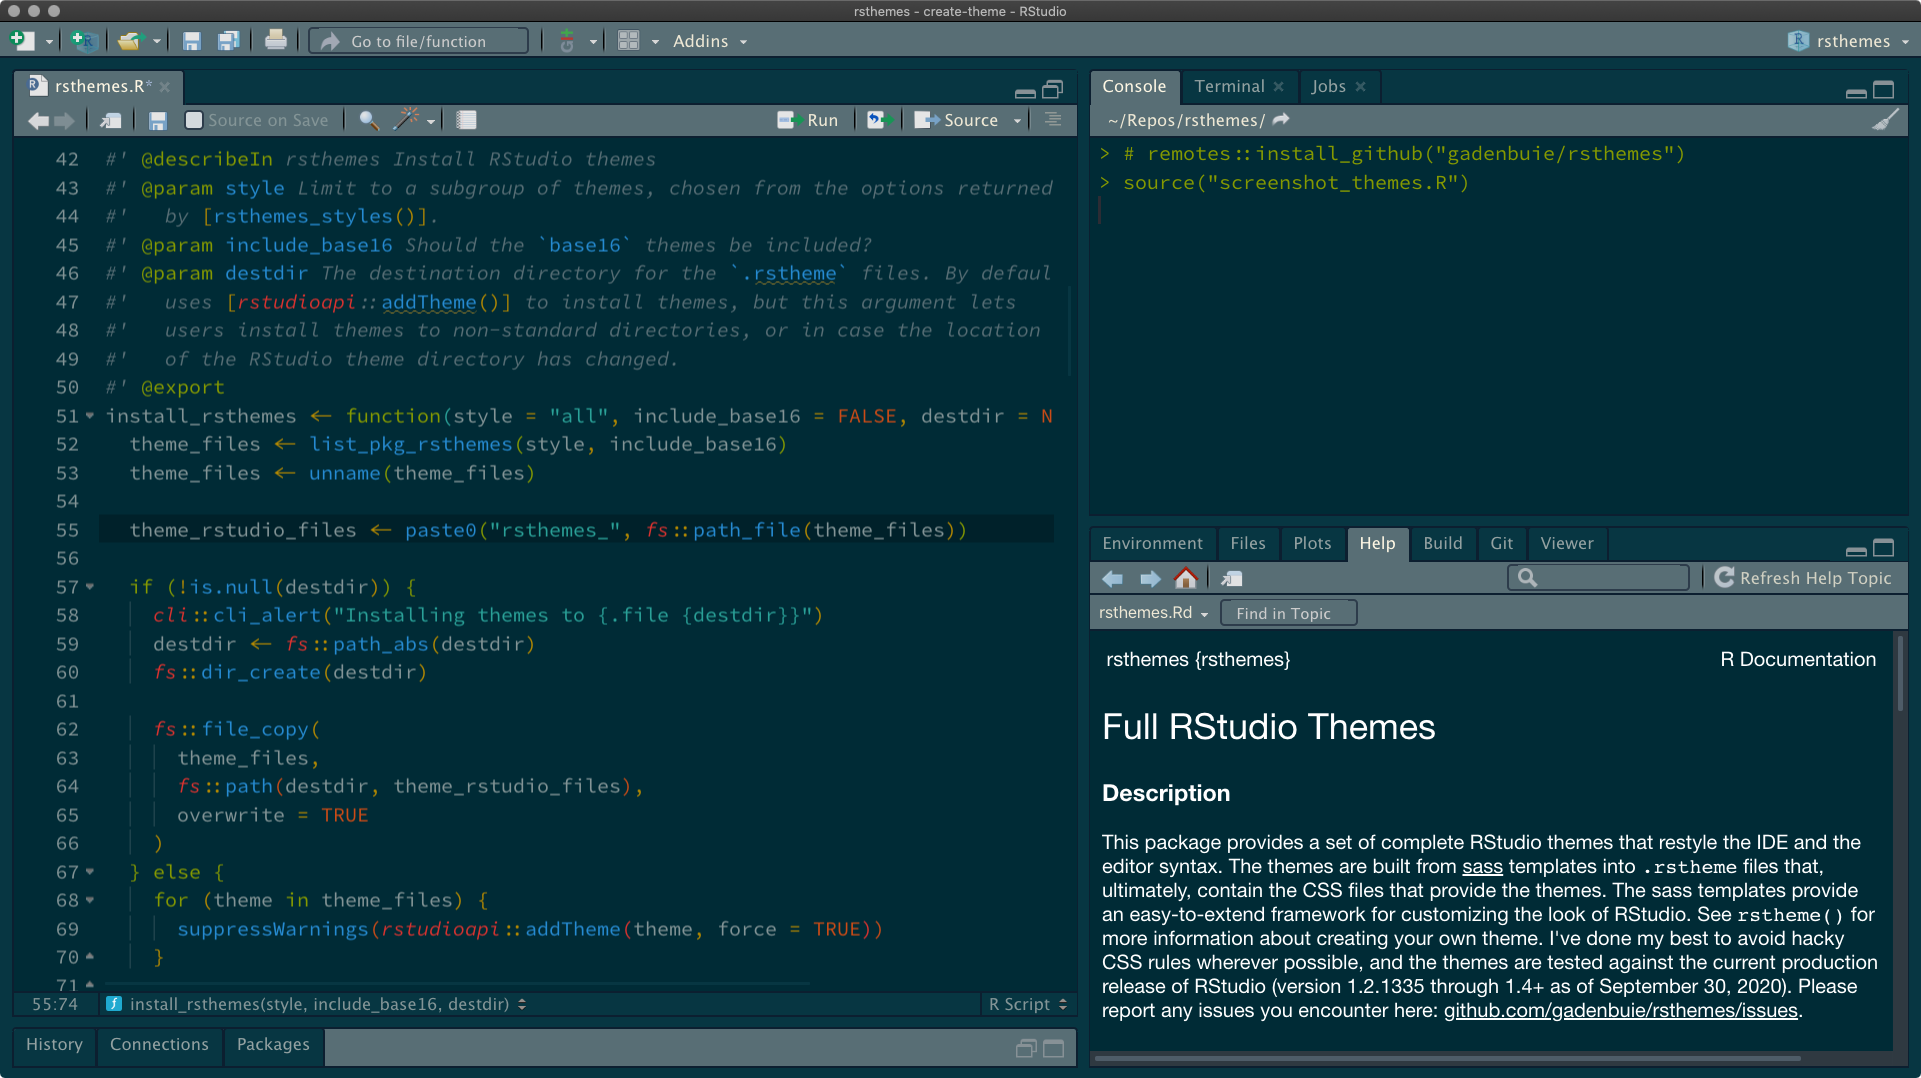 rsthemes - create-theme - RStudio
Go to file/function
Addins
rsthemes
rsthemes.R*
Source on Save
Run
Source
42 #' @describeIn rsthemes Install RStudio themes
43 #' @param style Limit to a subgroup of themes, chosen from the options returned
44 #'   by [rsthemes_styles()].
45 #' @param include_base16 Should the `base16` themes be included?
46 #' @param destdir The destination directory for the `.rstheme` files. By defaul
47 #'   uses [rstudioapi::addTheme()] to install themes, but this argument lets
48 #'   users install themes to non-standard directories, or in case the location
49 #'   of the RStudio theme directory has changed.
50 #' @export
51 install_rsthemes <- function(style = "all", include_base16 = FALSE, destdir = N
52   theme_files <- list_pkg_rsthemes(style, include_base16)
53   theme_files <- unname(theme_files)
54
55   theme_rstudio_files <- paste0("rsthemes_", fs::path_file(theme_files))
56
57   if (!is.null(destdir)) {
58     cli::cli_alert("Installing themes to {.file {destdir}}")
59     destdir <- fs::path_abs(destdir)
60     fs::dir_create(destdir)
61
62     fs::file_copy(
63       theme_files,
64       fs::path(destdir, theme_rstudio_files),
65       overwrite = TRUE
66     )
67   } else {
68     for (theme in theme_files) {
69       suppressWarnings(rstudioapi::addTheme(theme, force = TRUE))
70     }
71
55:74 install_rsthemes(style, include_base16, destdir) R Script
History Connections Packages
Console Terminal Jobs
~/Repos/rsthemes/
> # remotes::install_github("gadenbuie/rsthemes")
> source("screenshot_themes.R")
Environment Files Plots Help Build Git Viewer
Refresh Help Topic
rsthemes.Rd Find in Topic
rsthemes {rsthemes} R Documentation
Full RStudio Themes
Description
This package provides a set of complete RStudio themes that restyle the IDE and the
editor syntax. The themes are built from sass templates into .rstheme files that,
ultimately, contain the CSS files that provide the themes. The sass templates provide
an easy-to-extend framework for customizing the look of RStudio. See rstheme() for
more information about creating your own theme. I've done my best to avoid hacky
CSS rules wherever possible, and the themes are tested against the current production
release of RStudio (version 1.2.1335 through 1.4+ as of September 30, 2020). Please
report any issues you encounter here: github.com/gadenbuie/rsthemes/issues.